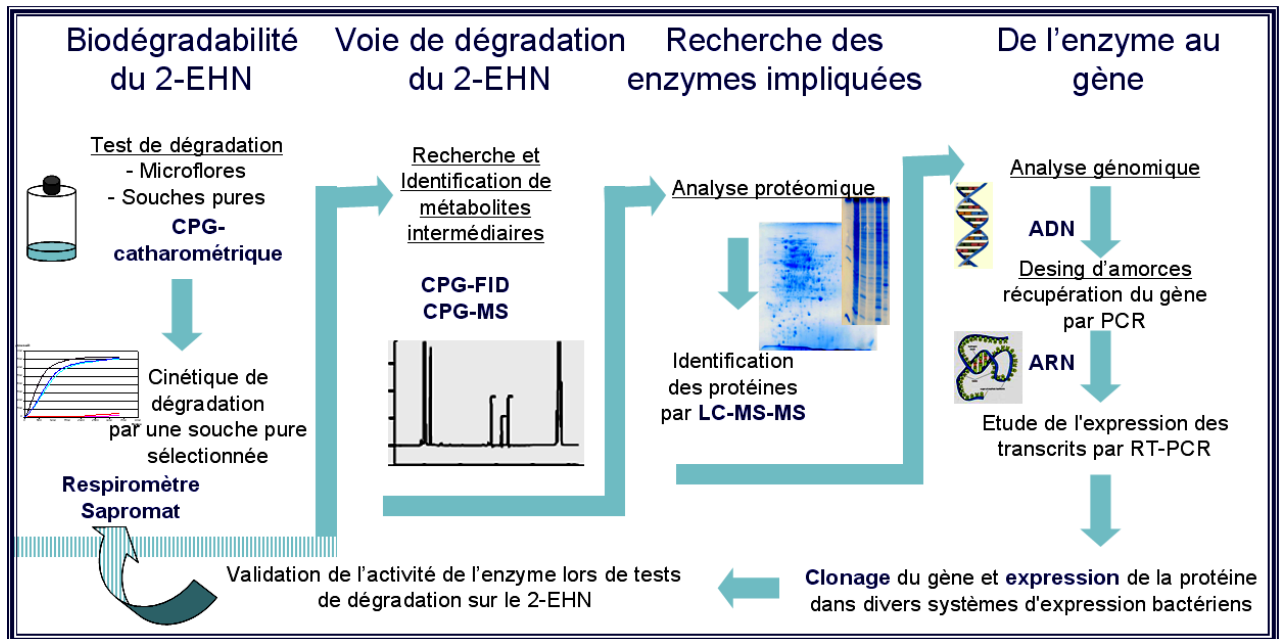 Biodégradabilité
du 2-EHN
Test de dégradation
- Microflores
- Souches pures
CPG-
catharométrique
Cinétique de
dégradation
par une souche pure
sélectionnée
Respiromètre
Sapromat
Voie de dégradation
du 2-EHN
Recherche et
Identification de
métabolites
intermédiaires
CPG-FID
CPG-MS
Recherche des
enzymes impliquées
Analyse protéomique
Identification
des protéines
par LC-MS-MS
De l'enzyme au
gène
Analyse génomique
ADN
Desing d'amorces
récupération du gène
par PCR
ARN
Etude de l'expression des
transcrits par RT-PCR
Clonage du gène et expression de la protéine
dans divers systèmes d'expression bactériens
Validation de l'activité de l'enzyme lors de tests
de dégradation sur le 2-EHN